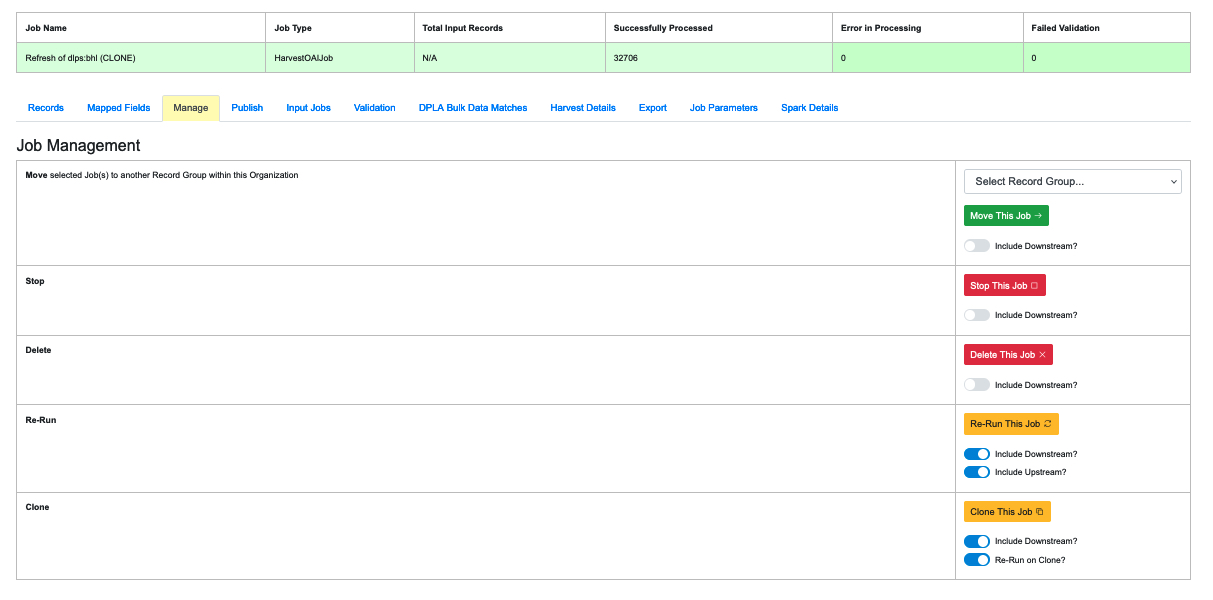 Job Name Job Type Total Input Records Successfully Processed Error in Processing Failed Validation
Refresh of dlps:bhl (CLONE) HarvestOAIJob N/A 32706 0 0
Records Mapped Fields Manage Publish Input Jobs Validation DPLA Bulk Data Matches Harvest Details Export Job Parameters Spark Details
Job Management
Move selected Job(s) to another Record Group within this Organization
Select Record Group...
Move This Job →
Include Downstream?
Stop
Stop This Job
Include Downstream?
Delete
Delete This Job ×
Include Downstream?
Re-Run
Re-Run This Job
Include Downstream?
Include Upstream?
Clone
Clone This Job
Include Downstream?
Re-Run on Clone?